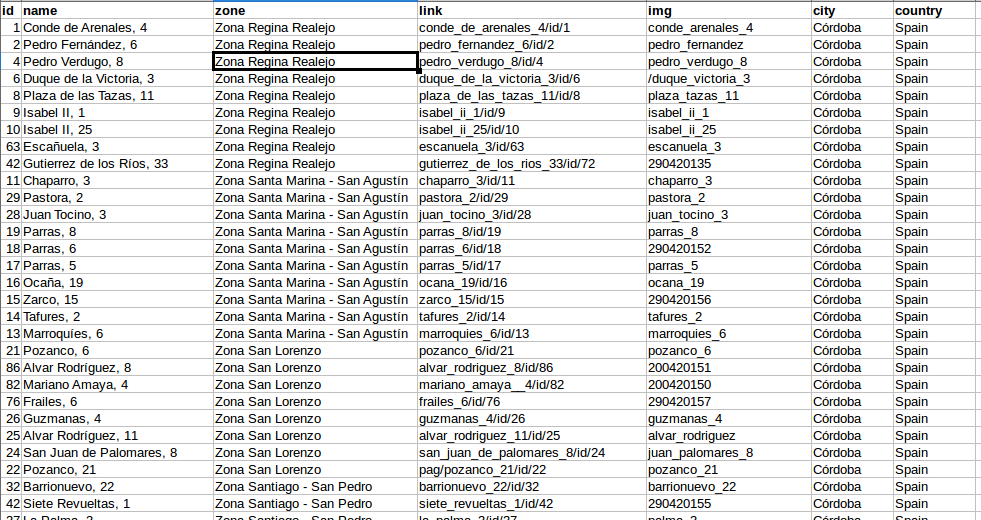 id name zone link img city country
1 Conde de Arenales, 4 Zona Regina Realejo conde_de_arenales_4/id/1 conde_arenales_4 Córdoba Spain
2 Pedro Fernández, 6 Zona Regina Realejo pedro_fernandez_6/id/2 pedro_fernandez Córdoba Spain
4 Pedro Verdugo, 8 Zona Regina Realejo pedro_verdugo_8/id/4 pedro_verdugo_8 Córdoba Spain
6 Duque de la Victoria, 3 Zona Regina Realejo duque_de_la_victoria_3/id/6 /duque_victoria_3 Córdoba Spain
8 Plaza de las Tazas, 11 Zona Regina Realejo plaza_de_las_tazas_11/id/8 plaza_tazas_11 Córdoba Spain
9 Isabel II, 1 Zona Regina Realejo isabel_ii_1/id/9 isabel_ii_1 Córdoba Spain
10 Isabel II, 25 Zona Regina Realejo isabel_ii_25/id/10 isabel_ii_25 Córdoba Spain
63 Escañuela, 3 Zona Regina Realejo escanuela_3/id/63 escanuela_3 Córdoba Spain
42 Gutierrez de los Ríos, 33 Zona Regina Realejo gutierrez_de_los_rios_33/id/72 290420135 Córdoba Spain
11 Chaparro, 3 Zona Santa Marina - San Agustín chaparro_3/id/11 chaparro_3 Córdoba Spain
29 Pastora, 2 Zona Santa Marina - San Agustín pastora_2/id/29 pastora_2 Córdoba Spain
28 Juan Tocino, 3 Zona Santa Marina - San Agustín juan_tocino_3/id/28 juan_tocino_3 Córdoba Spain
19 Parras, 8 Zona Santa Marina - San Agustín parras_8/id/19 parras_8 Córdoba Spain
18 Parras, 6 Zona Santa Marina - San Agustín parras_6/id/18 290420152 Córdoba Spain
17 Parras, 5 Zona Santa Marina - San Agustín parras_5/id/17 parras_5 Córdoba Spain
16 Ocaña, 19 Zona Santa Marina - San Agustín ocana_19/id/16 ocana_19 Córdoba Spain
15 Zarco, 15 Zona Santa Marina - San Agustín zarco_15/id/15 290420156 Córdoba Spain
14 Tafures, 2 Zona Santa Marina - San Agustín tafures_2/id/14 tafures_2 Córdoba Spain
13 Marroquíes, 6 Zona Santa Marina - San Agustín marroquies_6/id/13 marroquies_6 Córdoba Spain
21 Pozanco, 6 Zona San Lorenzo pozanco_6/id/21 pozanco_6 Córdoba Spain
86 Alvar Rodríguez, 8 Zona San Lorenzo alvar_rodriguez_8/id/86 200420151 Córdoba Spain
82 Mariano Amaya, 4 Zona San Lorenzo mariano_amaya__4/id/82 200420150 Córdoba Spain
76 Frailes, 6 Zona San Lorenzo frailes_6/id/76 290420157 Córdoba Spain
26 Guzmanas, 4 Zona San Lorenzo guzmanas_4/id/26 guzmanas_4 Córdoba Spain
25 Alvar Rodríguez, 11 Zona San Lorenzo alvar_rodriguez_11/id/25 alvar_rodriguez Córdoba Spain
24 San Juan de Palomares, 8 Zona San Lorenzo san_juan_de_palomares_8/id/24 juan_palomares_8 Córdoba Spain
22 Pozanco, 21 Zona San Lorenzo pag/pozanco_21/id/22 pozanco_21 Córdoba Spain
32 Barrionuevo, 22 Zona Santiago - San Pedro barrionuevo_22/id/32 barrionuevo_22 Córdoba Spain
42 Siete Revueltas, 1 Zona Santiago - San Pedro siete_revueltas_1/id/42 290420155 Córdoba Spain
Zona Santiago - San Pedro Córdoba Spain